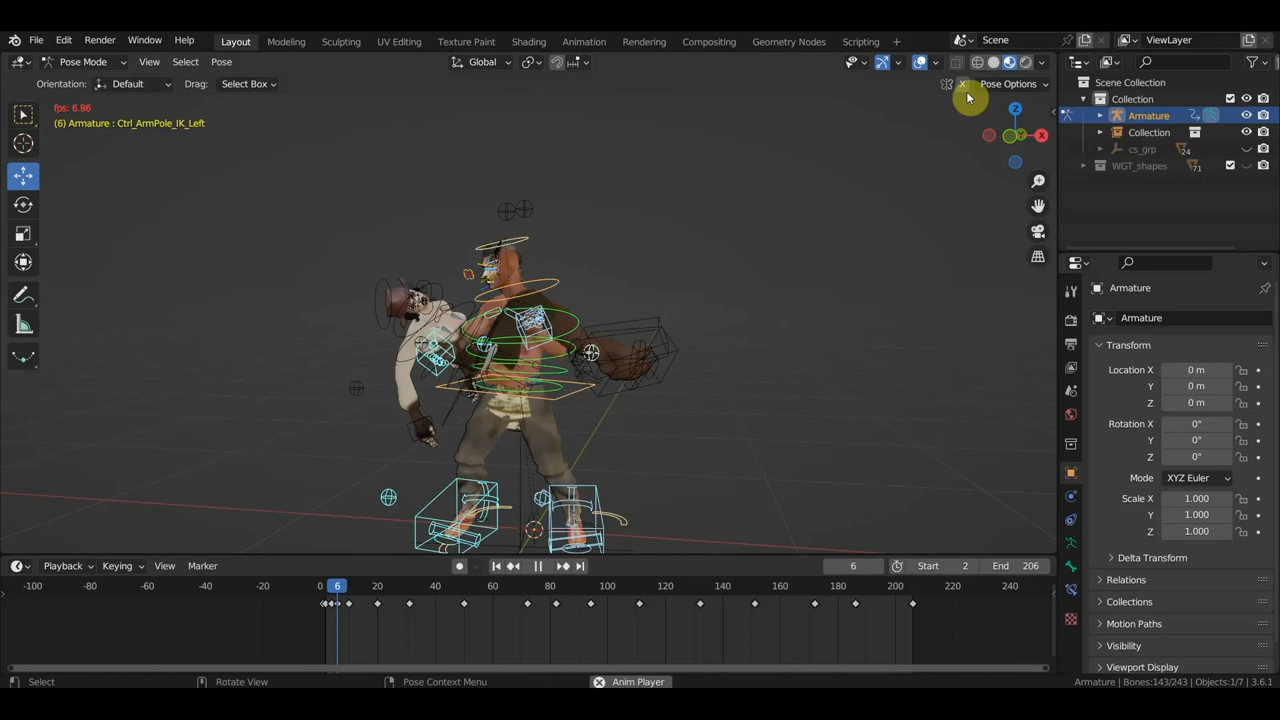 File Edit Render Window Help Layout Modeling Sculpting UV Editing Texture Paint Shading Animation Rendering Compositing Geometry Nodes Scripting + Scene ViewLayer
Pose Mode View Select Pose Global
Orientation: Default Drag: Select Box X Pose Options
fps: 6.86
(6) Armature : Ctrl_ArmPole_IK_Left
Z
X
Y
Scene Collection
Collection
Armature
Collection
cs_grp 24
WGT_shapes 71
Armature
Armature
Transform
Location X 0 m
Y 0 m
Z 0 m
Rotation X 0°
Y 0°
Z 0°
Mode XYZ Euler
Scale X 1.000
Y 1.000
Z 1.000
Delta Transform
Relations
Collections
Motion Paths
Visibility
Viewport Display
Playback Keying View Marker 6 Start 2 End 206
-100 -80 -60 -40 -20 0 6 20 40 60 80 100 120 140 160 180 200 220 240
Select Rotate View Pose Context Menu Anim Player Armature | Bones:143/243 | Objects:1/7 | 3.6.1